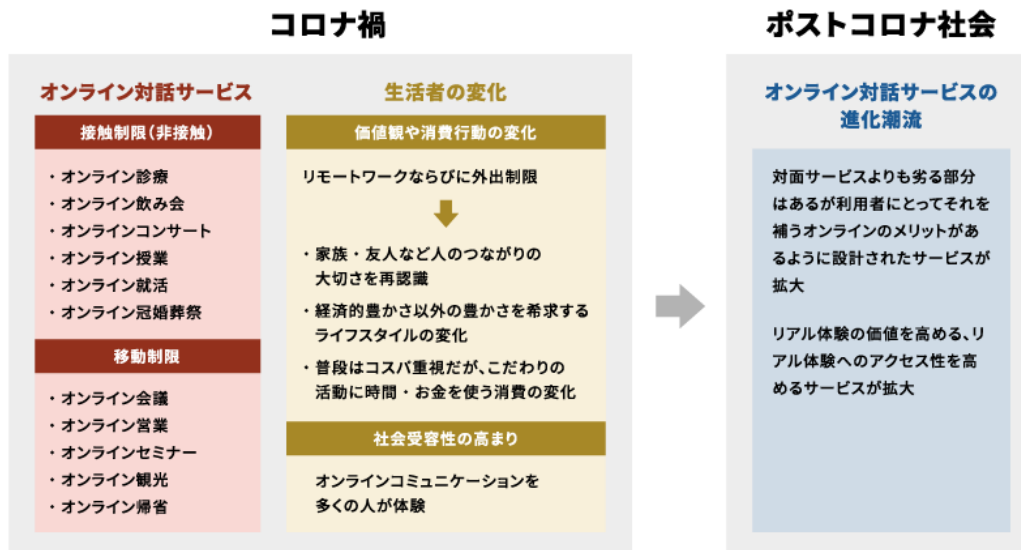 コロナ禍
オンライン対話サービス
接触制限(非接触)
・オンライン診療
・オンライン飲み会
・オンラインコンサート
・オンライン授業
・オンライン就活
・オンライン冠婚葬祭
移動制限
・オンライン会議
・オンライン営業
・オンラインセミナー
・オンライン観光
・オンライン帰省
生活者の変化
価値観や消費行動の変化
リモートワークならびに外出制限
・家族・友人など人のつながりの
大切さを再認識
・経済的豊かさ以外の豊かさを希求する
ライフスタイルの変化
・普段はコスパ重視だが、こだわりの
活動に時間・お金を使う消費の変化
社会受容性の高まり
オンラインコミュニケーションを
多くの人が体験
ポストコロナ社会
オンライン対話サービスの
進化潮流
対面サービスよりも劣る部分
はあるが利用者にとってそれを
補うオンラインのメリットがあ
るように設計されたサービスが
拡大
リアル体験の価値を高める、リ
アル体験へのアクセス性を高
めるサービスが拡大